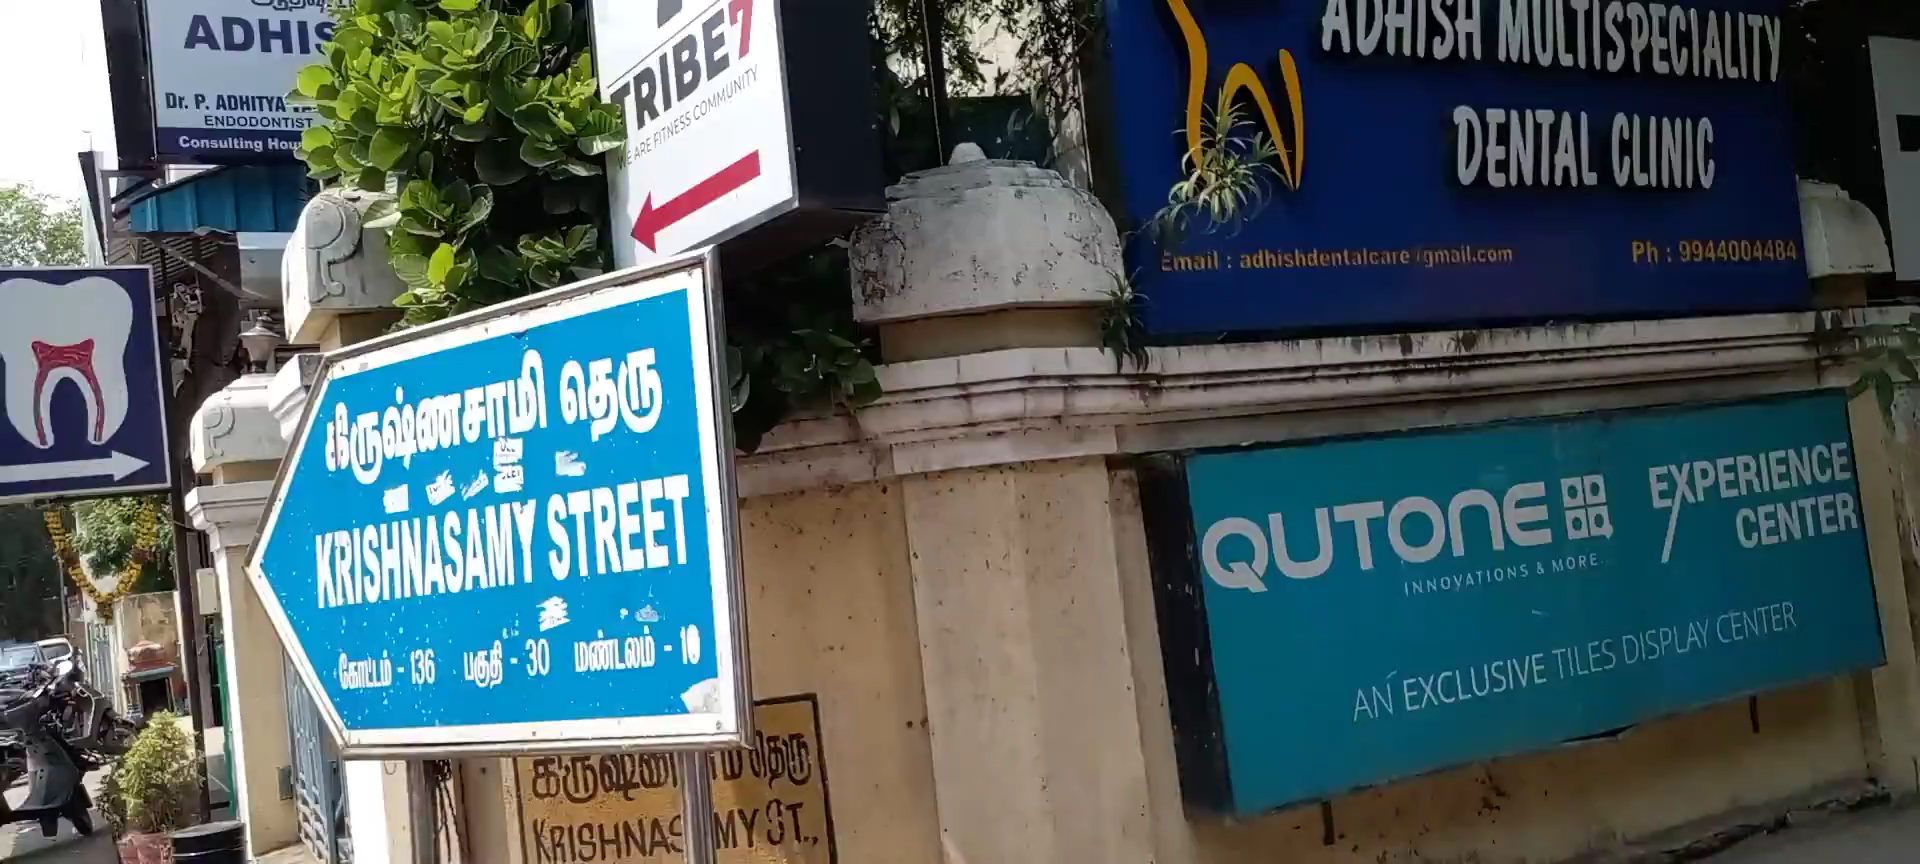 ADHIS
Dr. P. ADHITYA
ENDODONTIST
Consulting Hou
TRIBE7
WE ARE FITNESS COMMUNITY
ADHISH MULTISPECIALITY
DENTAL CLINIC
Email : adhishdentalcare gmail.com
Ph : 9944004484
கிருஷ்ணசாமி தெரு
KRISHNASAMY STREET
கோட்டம் - 136 பகுதி - 30 மண்டலம் - 10
QUTONE
INNOVATIONS & MORE...
EXPERIENCE
CENTER
AN EXCLUSIVE TILES DISPLAY CENTER
தெரு
KRISHNAS MY ST.,